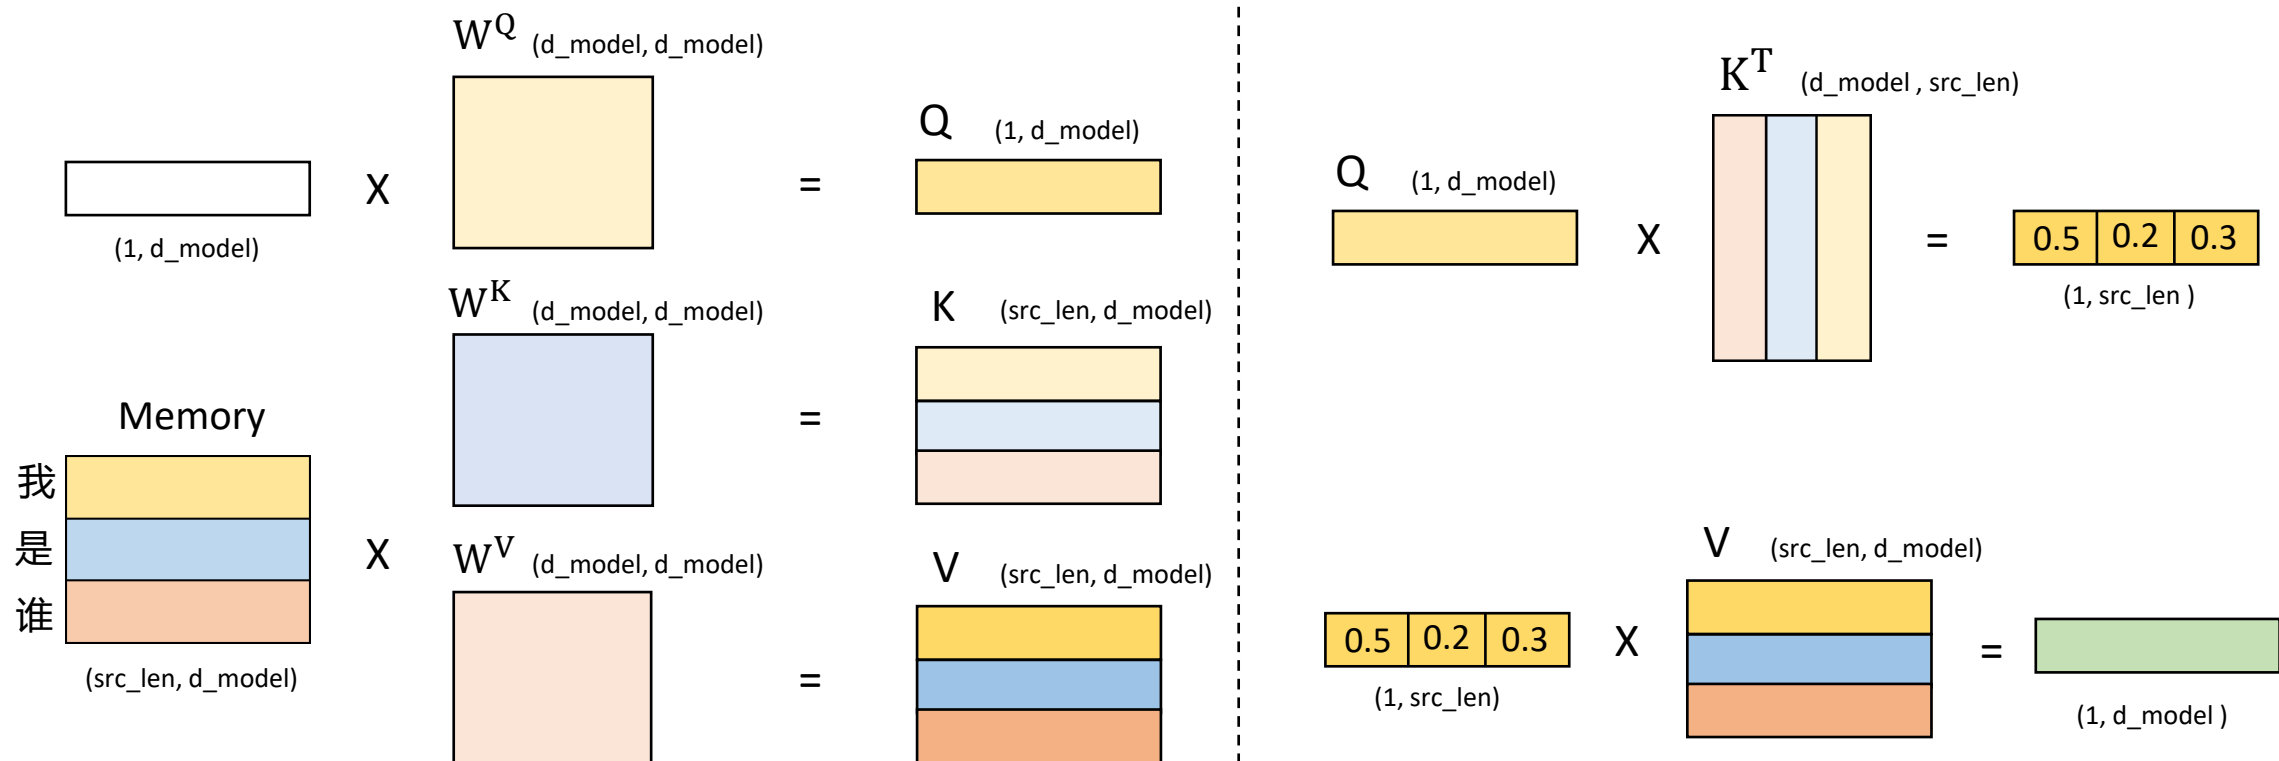 W^Q (d_model, d_model)
Q (1, d_model)
X =
(1, d_model)
W^K (d_model, d_model)
K (src_len, d_model)
Memory
=
我
是
谁
X
W^V (d_model, d_model)
V (src_len, d_model)
(src_len, d_model)
=
K^T (d_model , src_len)
Q (1, d_model)
X = 0.5 0.2 0.3
(1, src_len )
V (src_len, d_model)
0.5 0.2 0.3 X =
(1, src_len)
(1, d_model )